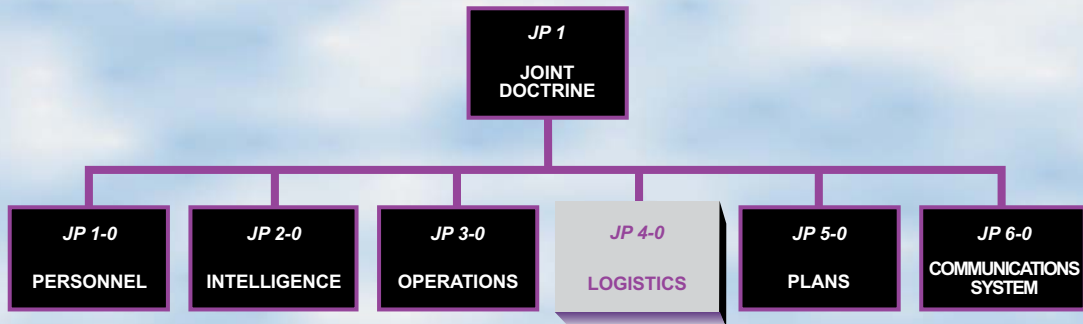 JP 1
JOINT
DOCTRINE
JP 1-0
PERSONNEL
JP 2-0
INTELLIGENCE
JP 3-0
OPERATIONS
JP 4-0
LOGISTICS
JP 5-0
PLANS
JP 6-0
COMMUNICATIONS
SYSTEM